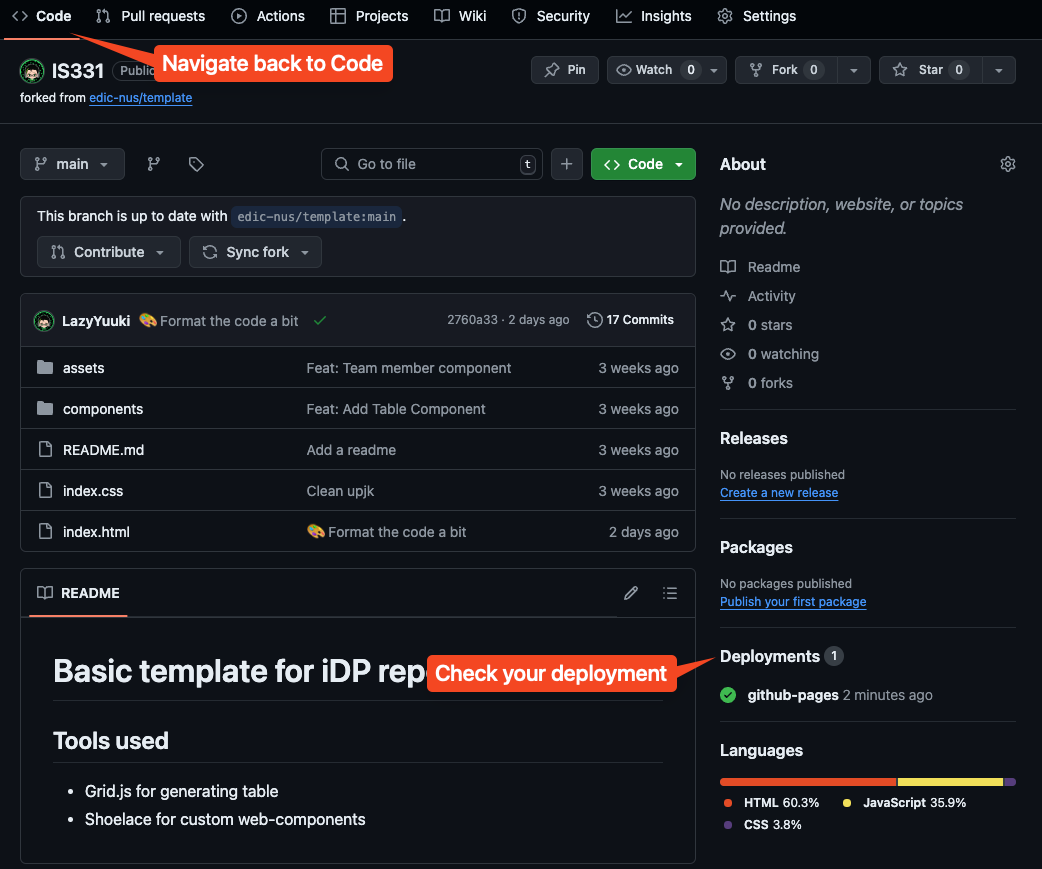 Code Pull requests Actions Projects Wiki Security Insights Settings
Navigate back to Code
IS331 Public
Pin Watch 0 Fork 0 Star 0
forked from edic-nus/template
main
Go to file t
Code
This branch is up to date with edic-nus/template:main .
Contribute Sync fork
LazyYuuki 🎨 Format the code a bit 2760a33 · 2 days ago 17 Commits
assets Feat: Team member component 3 weeks ago
components Feat: Add Table Component 3 weeks ago
README.md Add a readme 3 weeks ago
index.css Clean upjk 3 weeks ago
index.html 🎨 Format the code a bit 2 days ago
README
Basic template for iDP rep
Check your deployment
Tools used
• Grid.js for generating table
• Shoelace for custom web-components
About
No description, website, or topics
provided.
Readme
Activity
0 stars
0 watching
0 forks
Releases
No releases published
Create a new release
Packages
No packages published
Publish your first package
Deployments 1
github-pages 2 minutes ago
Languages
HTML 60.3% JavaScript 35.9%
CSS 3.8%